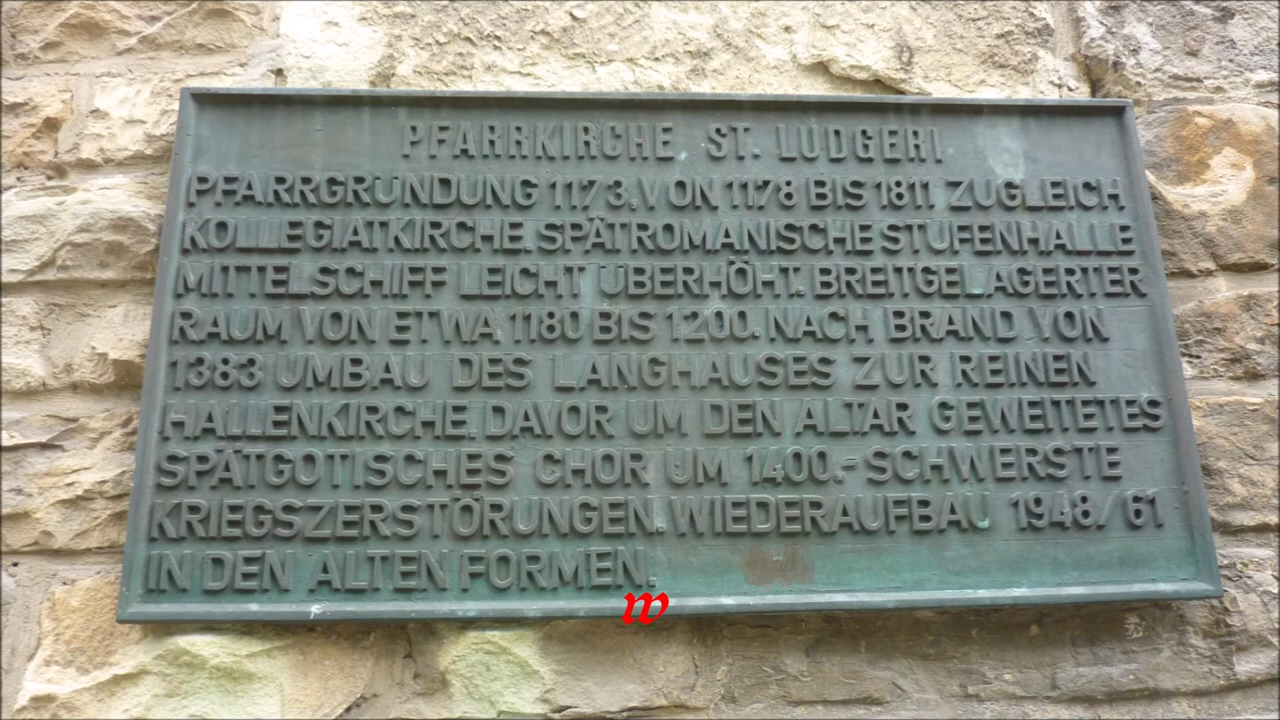 PFARRKIRCHE ST. LUDGERI
PFARRGRÜNDUNG 1173. VON 1178 BIS 1811. ZUGLEICH
KOLLEGIATKIRCHE. SPÄTROMANISCHE STUFENHALLE
MITTELSCHIFF LEICHT ÜBERHÖHT. BREITGELAGERTER
RAUM VON ETWA 1180 BIS 1200. NACH BRAND VON
1383 UMBAU DES LANGHAUSES ZUR REINEN
HALLENKIRCHE. DAVOR UM DEN ALTAR GEWEITETES
SPÄTGOTISCHES CHOR UM 1400.- SCHWERSTE
KRIEGSZERSTÖRUNGEN. WIEDERAUFBAU 1948/61
IN DEN ALTEN FORMEN.
w